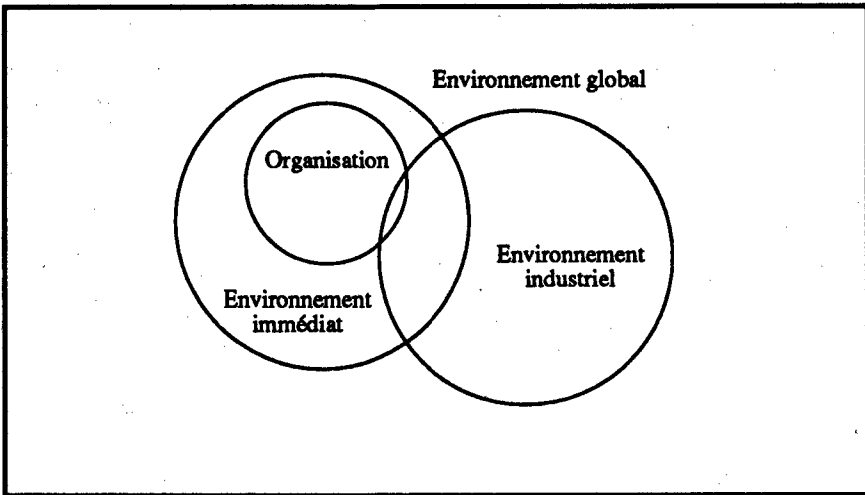 Environnement global
Organisation
Environnement
industriel
Environnement
immédiat